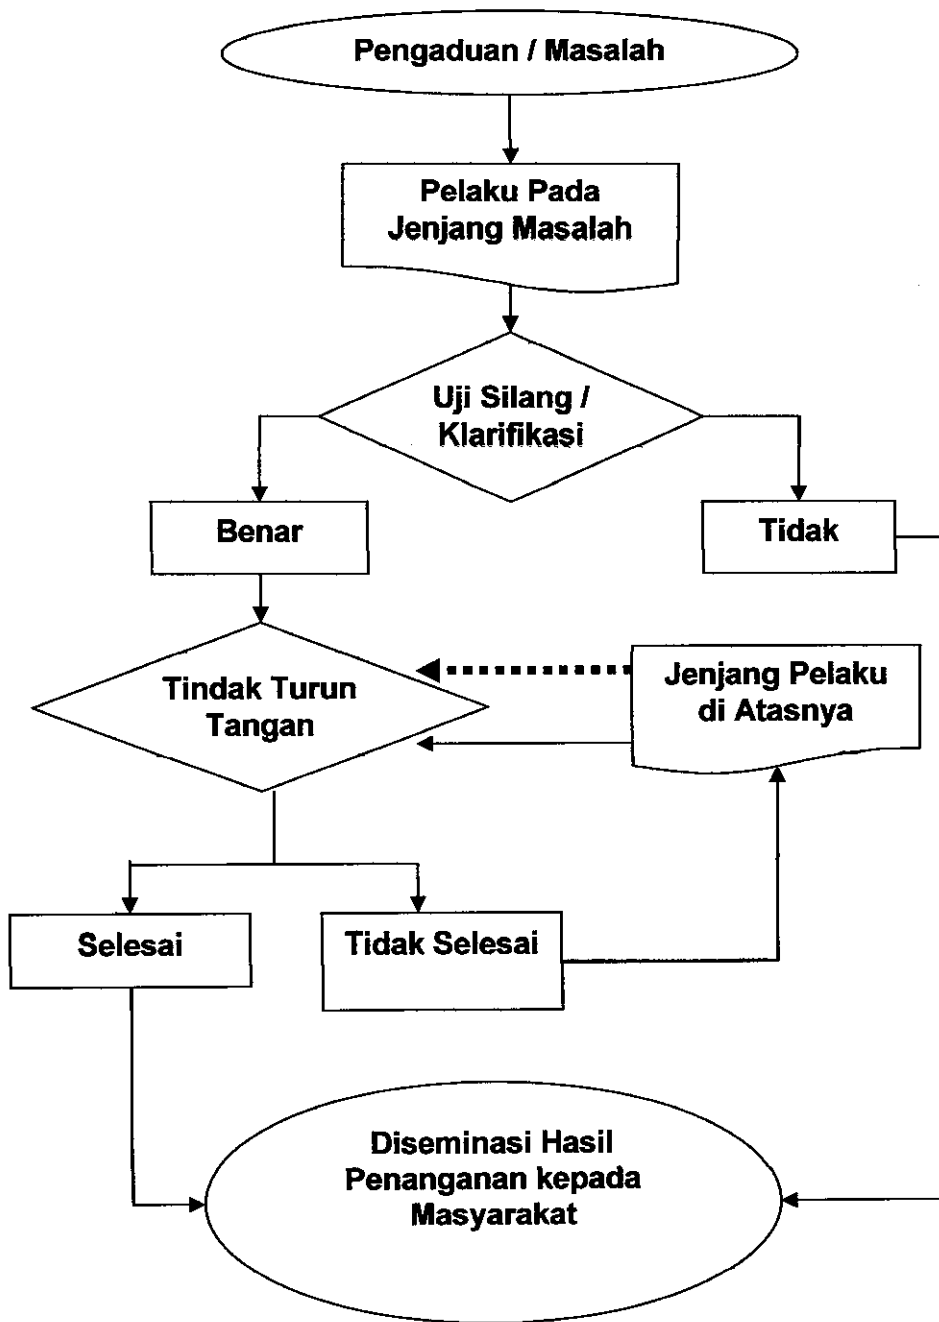 Pengaduan / Masalah
Pelaku Pada
Jenjang Masalah
Uji Silang /
Klarifikasi
Benar
Tidak
Tindak Turun
Tangan
Jenjang Pelaku
di Atasnya
Selesai
Tidak Selesai
Diseminasi Hasil
Penanganan kepada
Masyarakat